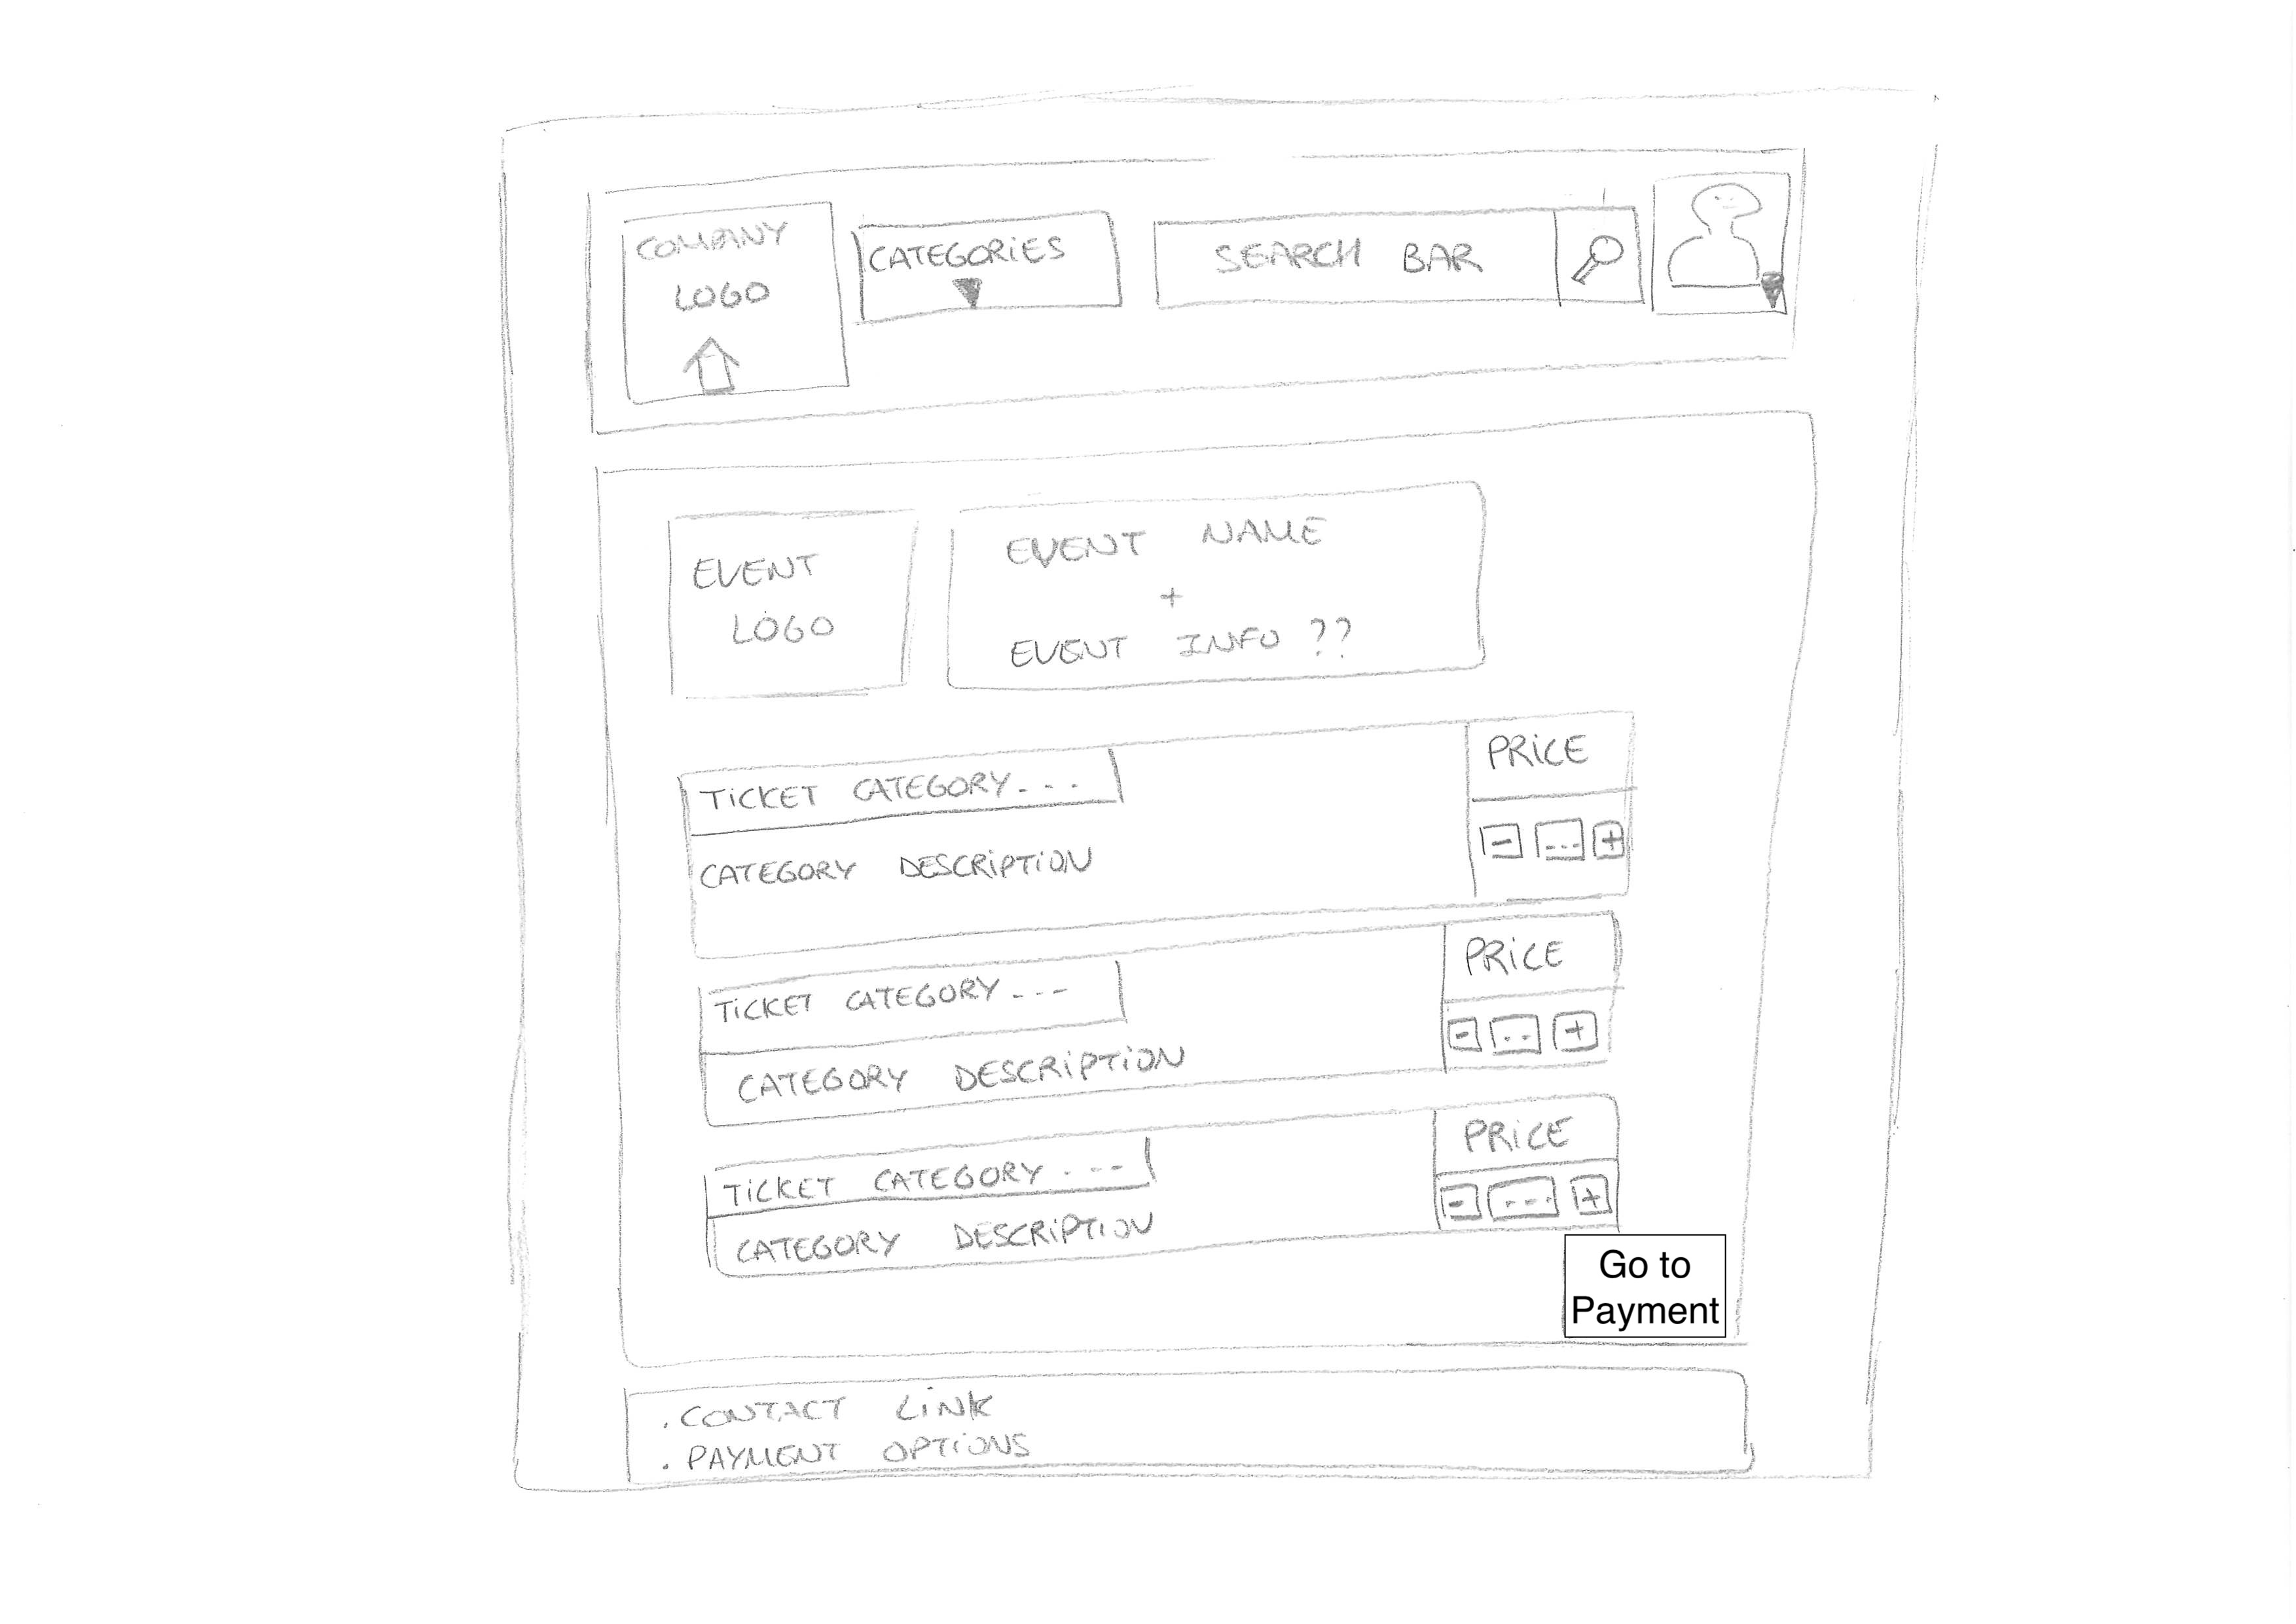 COMPANY
LOGO
CATEGORIES
SEARCH BAR
EVENT
LOGO
EVENT NAME
+
EVENT INFO ??
TICKET CATEGORY...
PRICE
- ... +
CATEGORY DESCRIPTION
TICKET CATEGORY ---
PRICE
- ... +
CATEGORY DESCRIPTION
TICKET CATEGORY ---
PRICE
- --- +
CATEGORY DESCRIPTION
Go to
Payment
. CONTACT LINK
. PAYMENT OPTIONS